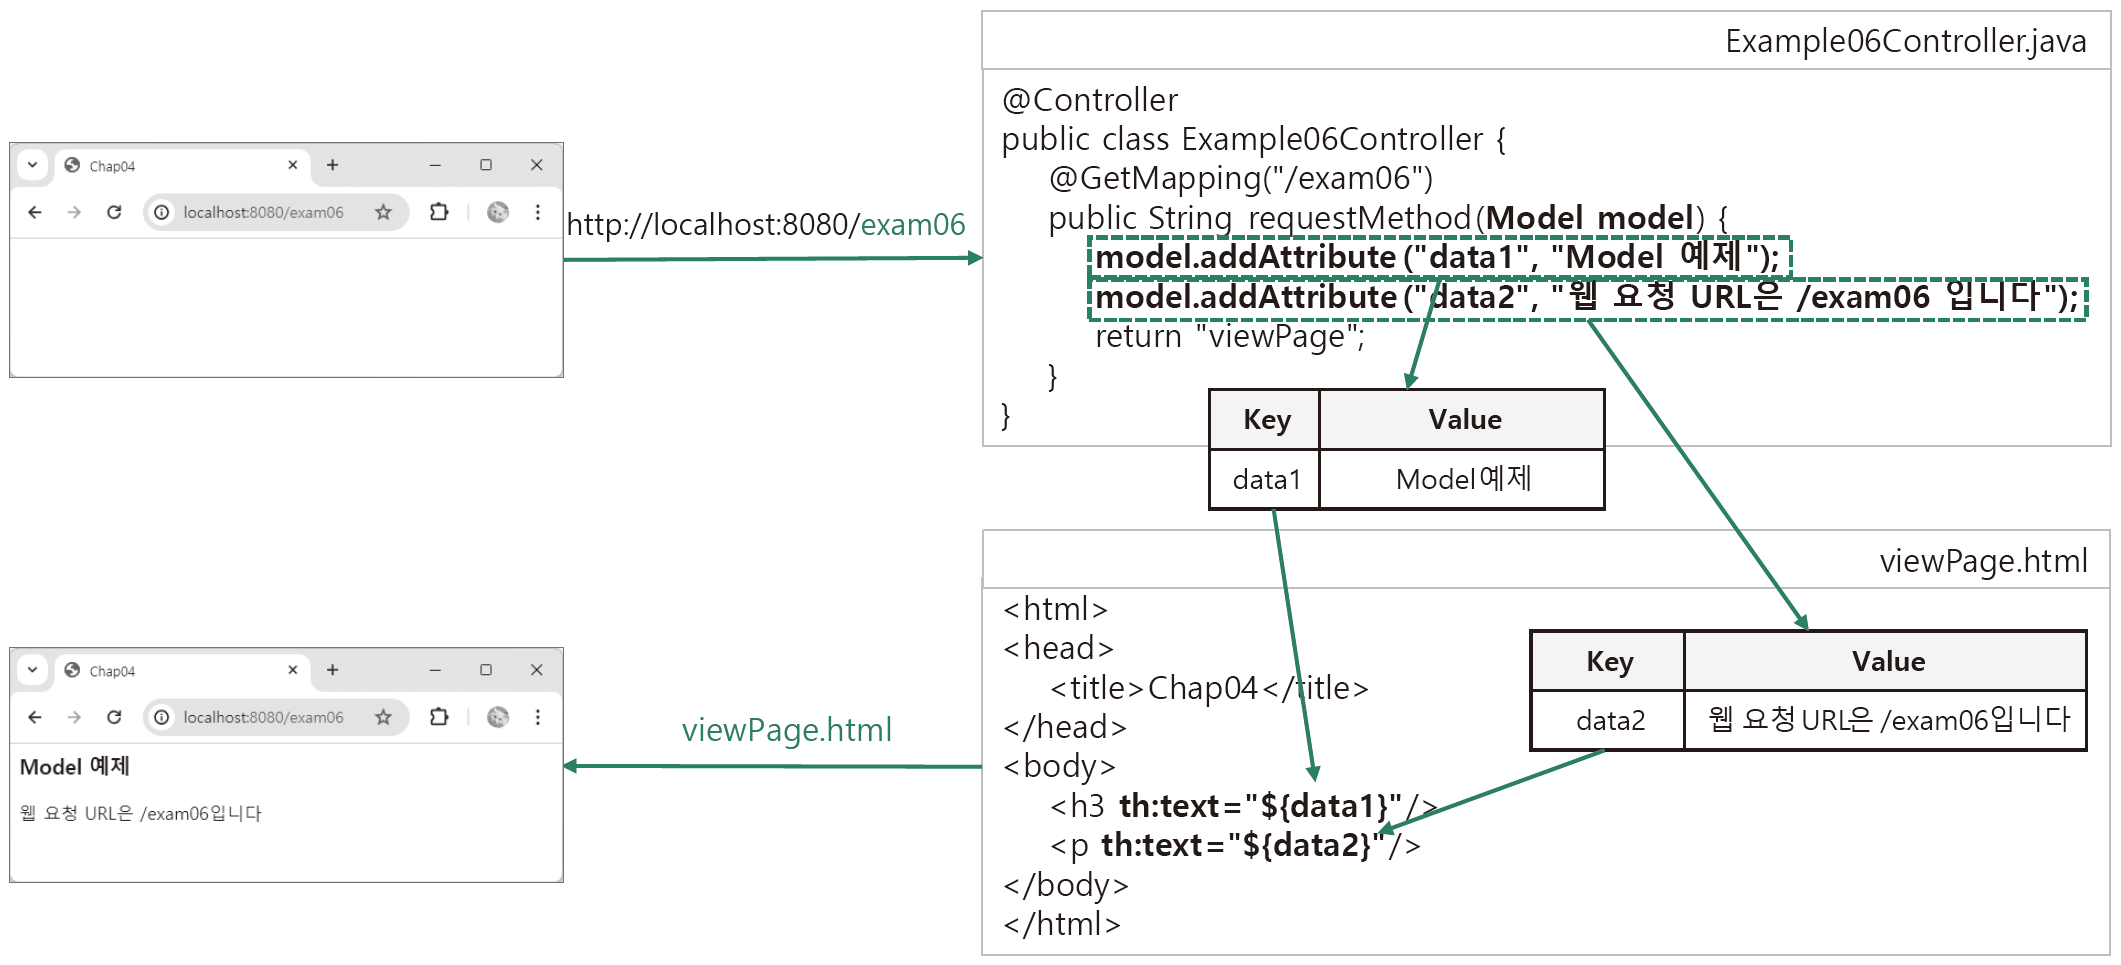 Example06Controller.java
@Controller
public class Example06Controller {
@GetMapping("/exam06")
public String requestMethod(Model model) {
model.addAttribute("data1", "Model 예제");
model.addAttribute("data2", "웹 요청 URL은 /exam06 입니다");
return "viewPage";
}
}
Chap04
localhost:8080/exam06
http://localhost:8080/exam06
Key Value
data1 Model예제
viewPage.html
<html>
<head>
<title>Chap04</title>
</head>
<body>
<h3 th:text="${data1}"/>
<p th:text="${data2}"/>
</body>
</html>
Key Value
data2 웹 요청URL은 /exam06입니다
viewPage.html
Chap04
localhost:8080/exam06
Model 예제
웹 요청 URL은 /exam06입니다